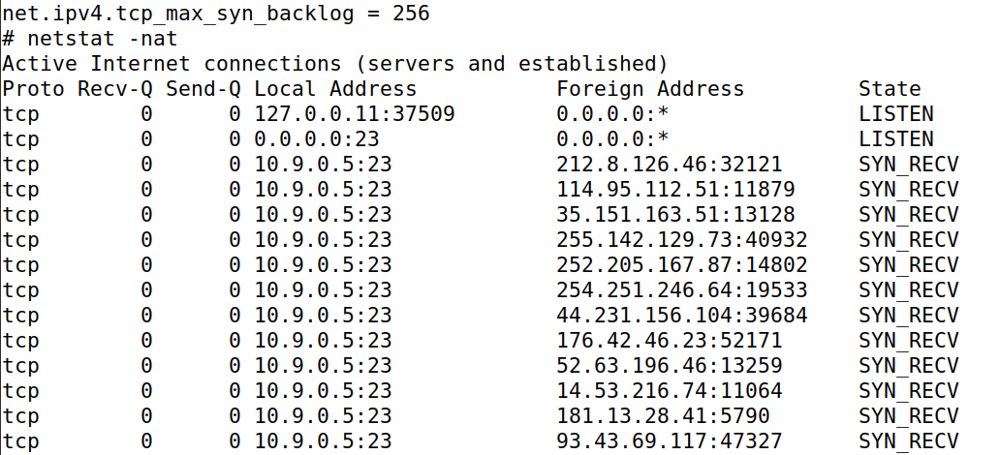 net.ipv4.tcp_max_syn_backlog = 256
# netstat -nat
Active Internet connections (servers and established)
Proto Recv-Q Send-Q Local Address           Foreign Address         State
tcp        0      0 127.0.0.11:37509        0.0.0.0:*               LISTEN
tcp        0      0 0.0.0.0:23              0.0.0.0:*               LISTEN
tcp        0      0 10.9.0.5:23             212.8.126.46:32121      SYN_RECV
tcp        0      0 10.9.0.5:23             114.95.112.51:11879     SYN_RECV
tcp        0      0 10.9.0.5:23             35.151.163.51:13128     SYN_RECV
tcp        0      0 10.9.0.5:23             255.142.129.73:40932    SYN_RECV
tcp        0      0 10.9.0.5:23             252.205.167.87:14802    SYN_RECV
tcp        0      0 10.9.0.5:23             254.251.246.64:19533    SYN_RECV
tcp        0      0 10.9.0.5:23             44.231.156.104:39684    SYN_RECV
tcp        0      0 10.9.0.5:23             176.42.46.23:52171      SYN_RECV
tcp        0      0 10.9.0.5:23             52.63.196.46:13259      SYN_RECV
tcp        0      0 10.9.0.5:23             14.53.216.74:11064      SYN_RECV
tcp        0      0 10.9.0.5:23             181.13.28.41:5790       SYN_RECV
tcp        0      0 10.9.0.5:23             93.43.69.117:47327      SYN_RECV